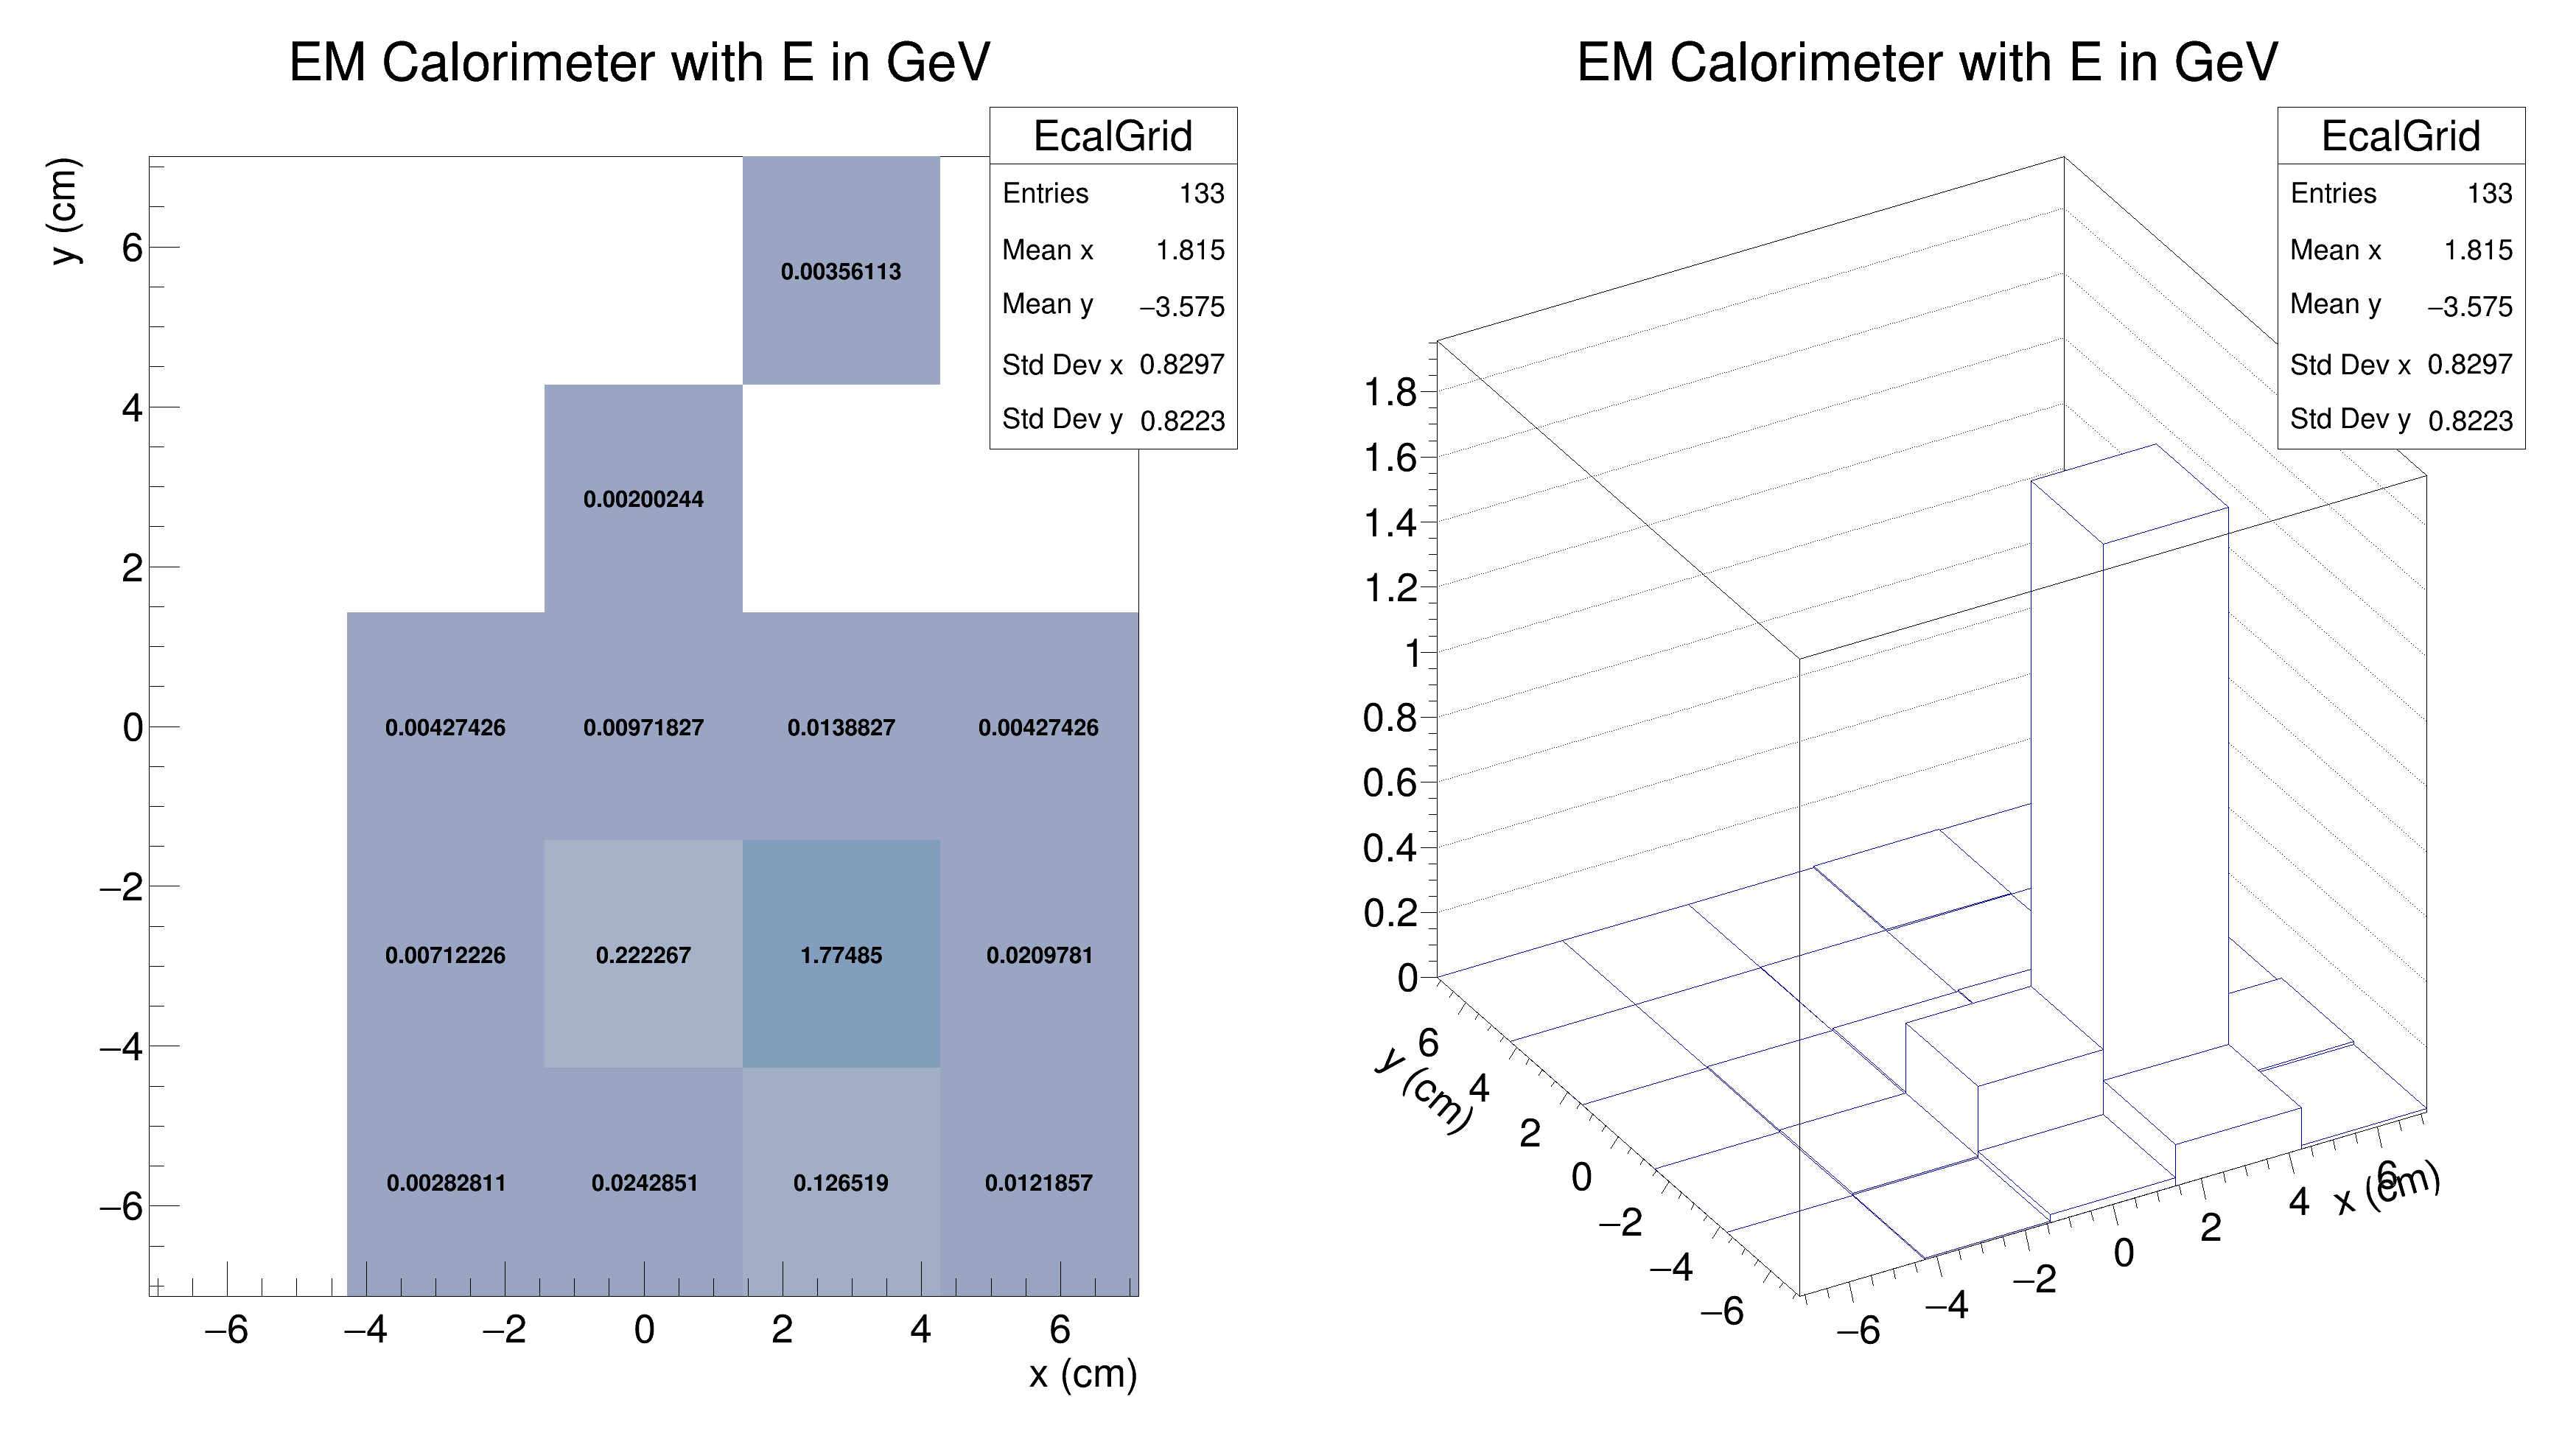 EM Calorimeter with E in GeV
EcalGrid
Entries 133
Mean x 1.815
Mean y −3.575
Std Dev x 0.8297
Std Dev y 0.8223
y (cm)
6
4
2
0
−2
−4
−6
0.00356113
0.00200244
0.00427426 0.00971827 0.0138827 0.00427426
0.00712226 0.222267 1.77485 0.0209781
0.00282811 0.0242851 0.126519 0.0121857
−6 −4 −2 0 2 4 6
x (cm)
EM Calorimeter with E in GeV
EcalGrid
Entries 133
Mean x 1.815
Mean y −3.575
Std Dev x 0.8297
Std Dev y 0.8223
1.8
1.6
1.4
1.2
1
0.8
0.6
0.4
0.2
0
y (cm)
6
4
2
0
−2
−4
−6
−6
−4
−2
0
2
4
6
x (cm)